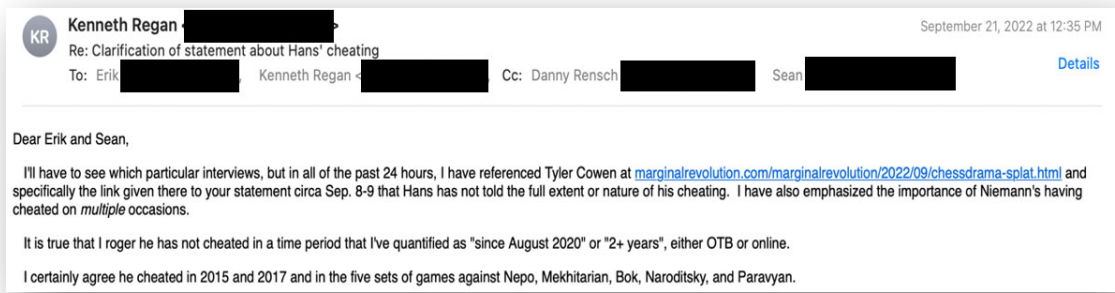 KR
Kenneth Regan <
>
September 21, 2022 at 12:35 PM
Re: Clarification of statement about Hans' cheating
To: Erik , Kenneth Regan < Cc: Danny Rensch Sean
Details
Dear Erik and Sean,
I'll have to see which particular interviews, but in all of the past 24 hours, I have referenced Tyler Cowen at marginalrevolution.com/marginalrevolution/2022/09/chessdrama-splat.html and
specifically the link given there to your statement circa Sep. 8-9 that Hans has not told the full extent or nature of his cheating. I have also emphasized the importance of Niemann's having
cheated on multiple occasions.
It is true that I roger he has not cheated in a time period that I've quantified as "since August 2020" or "2+ years", either OTB or online.
I certainly agree he cheated in 2015 and 2017 and in the five sets of games against Nepo, Mekhitarian, Bok, Naroditsky, and Paravyan.